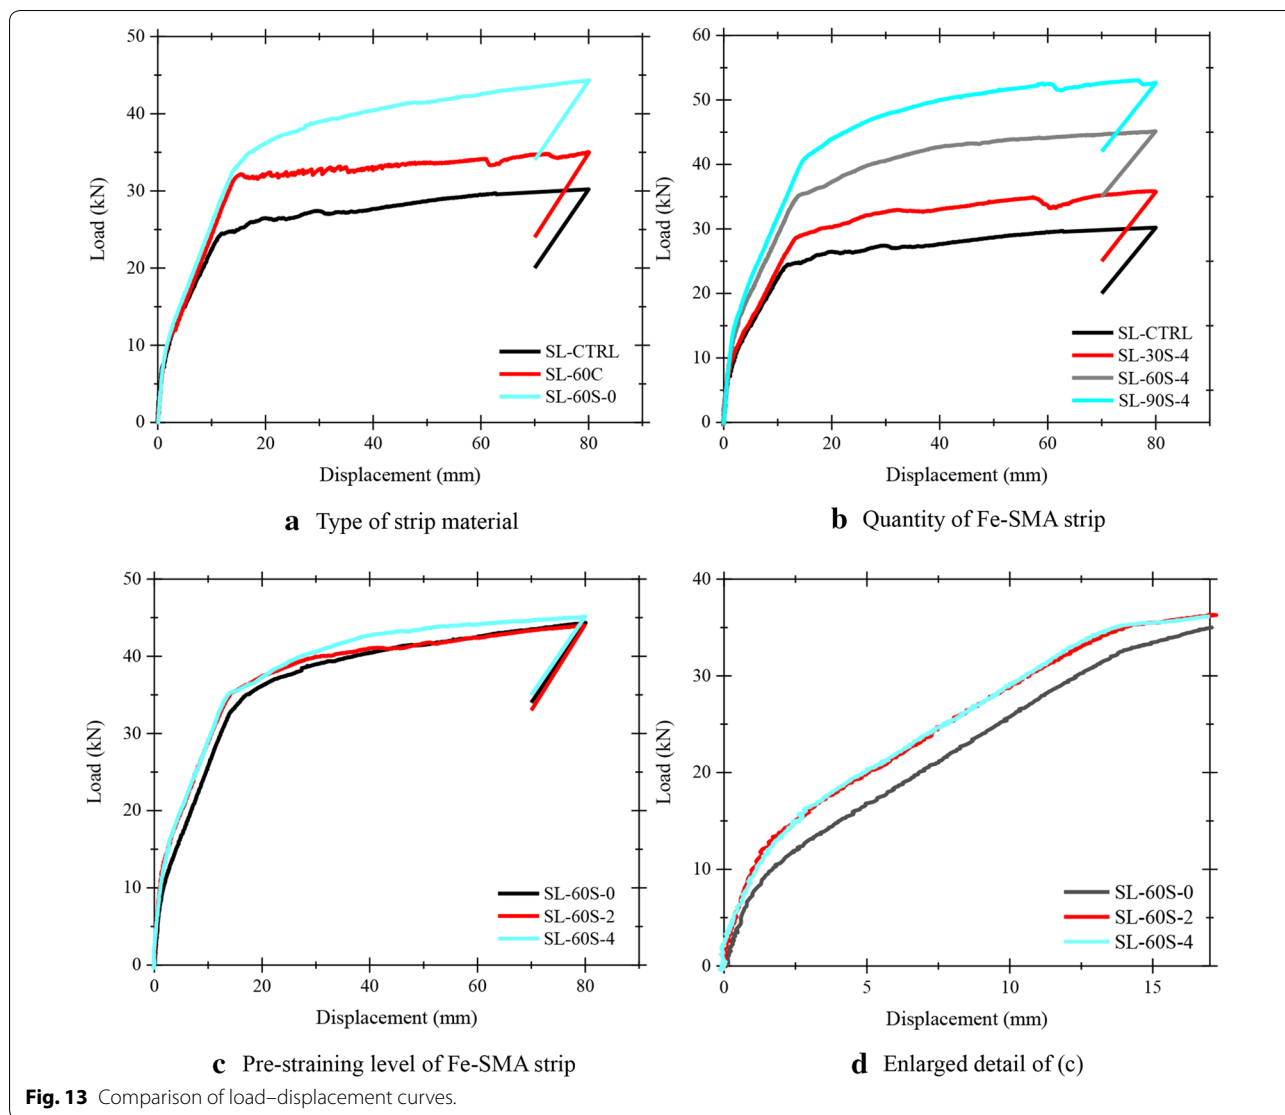 50
40
30
20
10
0
0
20
40
60
80
Load (kN)
Displacement (mm)
SL-CTRL
SL-60C
SL-60S-0
a Type of strip material
60
50
40
30
20
10
0
0
20
40
60
80
Load (kN)
Displacement (mm)
SL-CTRL
SL-30S-4
SL-60S-4
SL-90S-4
b Quantity of Fe-SMA strip
50
40
30
20
10
0
0
20
40
60
80
Load (kN)
Displacement (mm)
SL-60S-0
SL-60S-2
SL-60S-4
c Pre-straining level of Fe-SMA strip
40
30
20
10
0
0
5
10
15
Load (kN)
Displacement (mm)
SL-60S-0
SL-60S-2
SL-60S-4
d Enlarged detail of (c)
Fig. 13 Comparison of load–displacement curves.